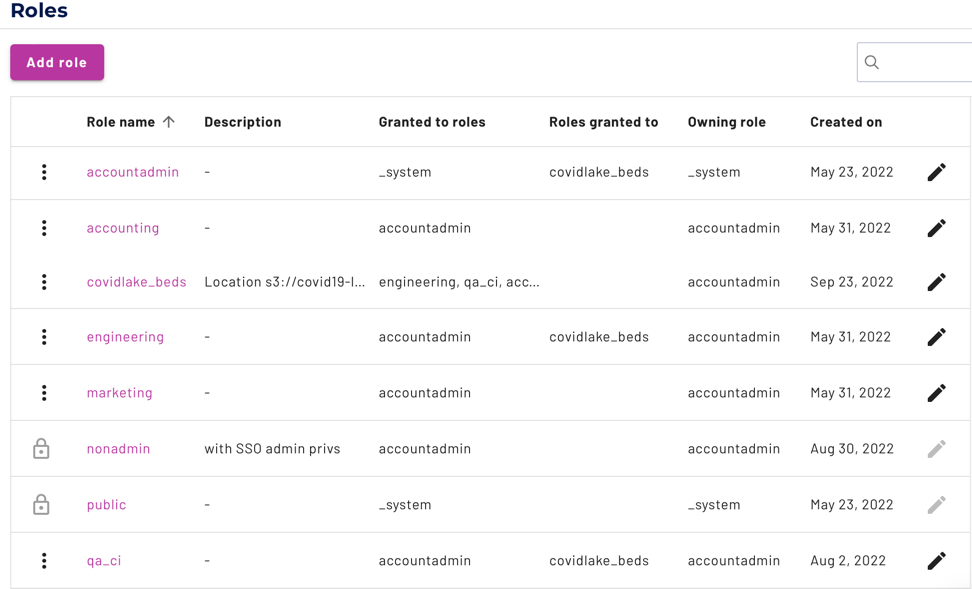 Roles
Add role
Role name Description Granted to roles Roles granted to Owning role Created on
accountadmin - _system covidlake_beds _system May 23, 2022
accounting - accountadmin accountadmin May 31, 2022
covidlake_beds Location s3://covid19-l... engineering, qa_ci, acc... accountadmin Sep 23, 2022
engineering - accountadmin covidlake_beds accountadmin May 31, 2022
marketing - accountadmin accountadmin May 31, 2022
nonadmin with SSO admin privs accountadmin accountadmin Aug 30, 2022
public - _system _system May 23, 2022
qa_ci - accountadmin covidlake_beds accountadmin Aug 2, 2022